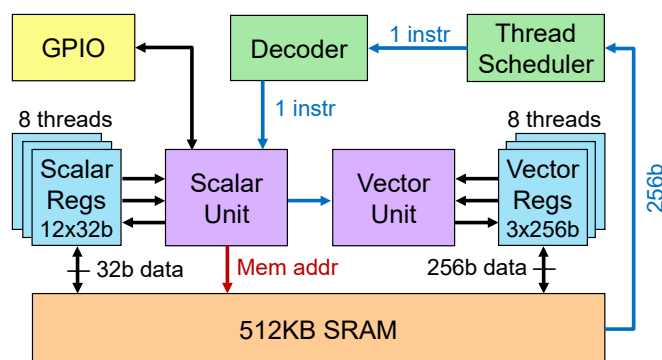 GPIO
Decoder
1 instr
Thread
Scheduler
1 instr
8 threads
8 threads
Scalar
Regs
12x32b
Scalar
Unit
Vector
Unit
Vector
Regs
3x256b
256b
32b data
Mem addr
256b data
512KB SRAM